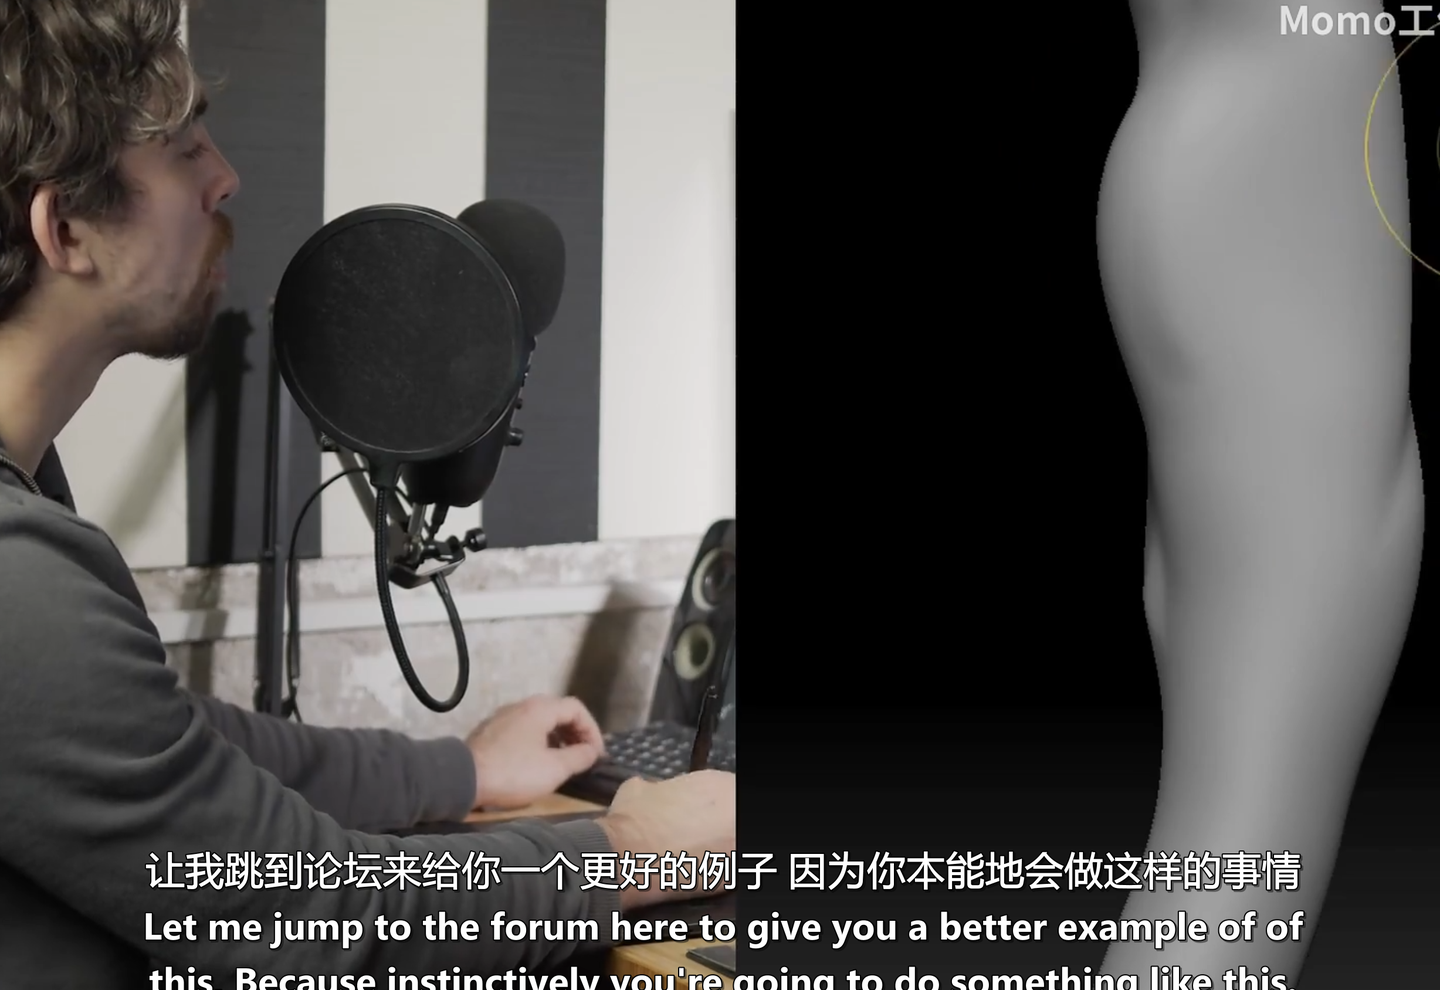 Momo工
让我跳到论坛来给你一个更好的例子 因为你本能地会做这样的事情
Let me jump to the forum here to give you a better example of of
this. Because instinctively you're going to do something like this.